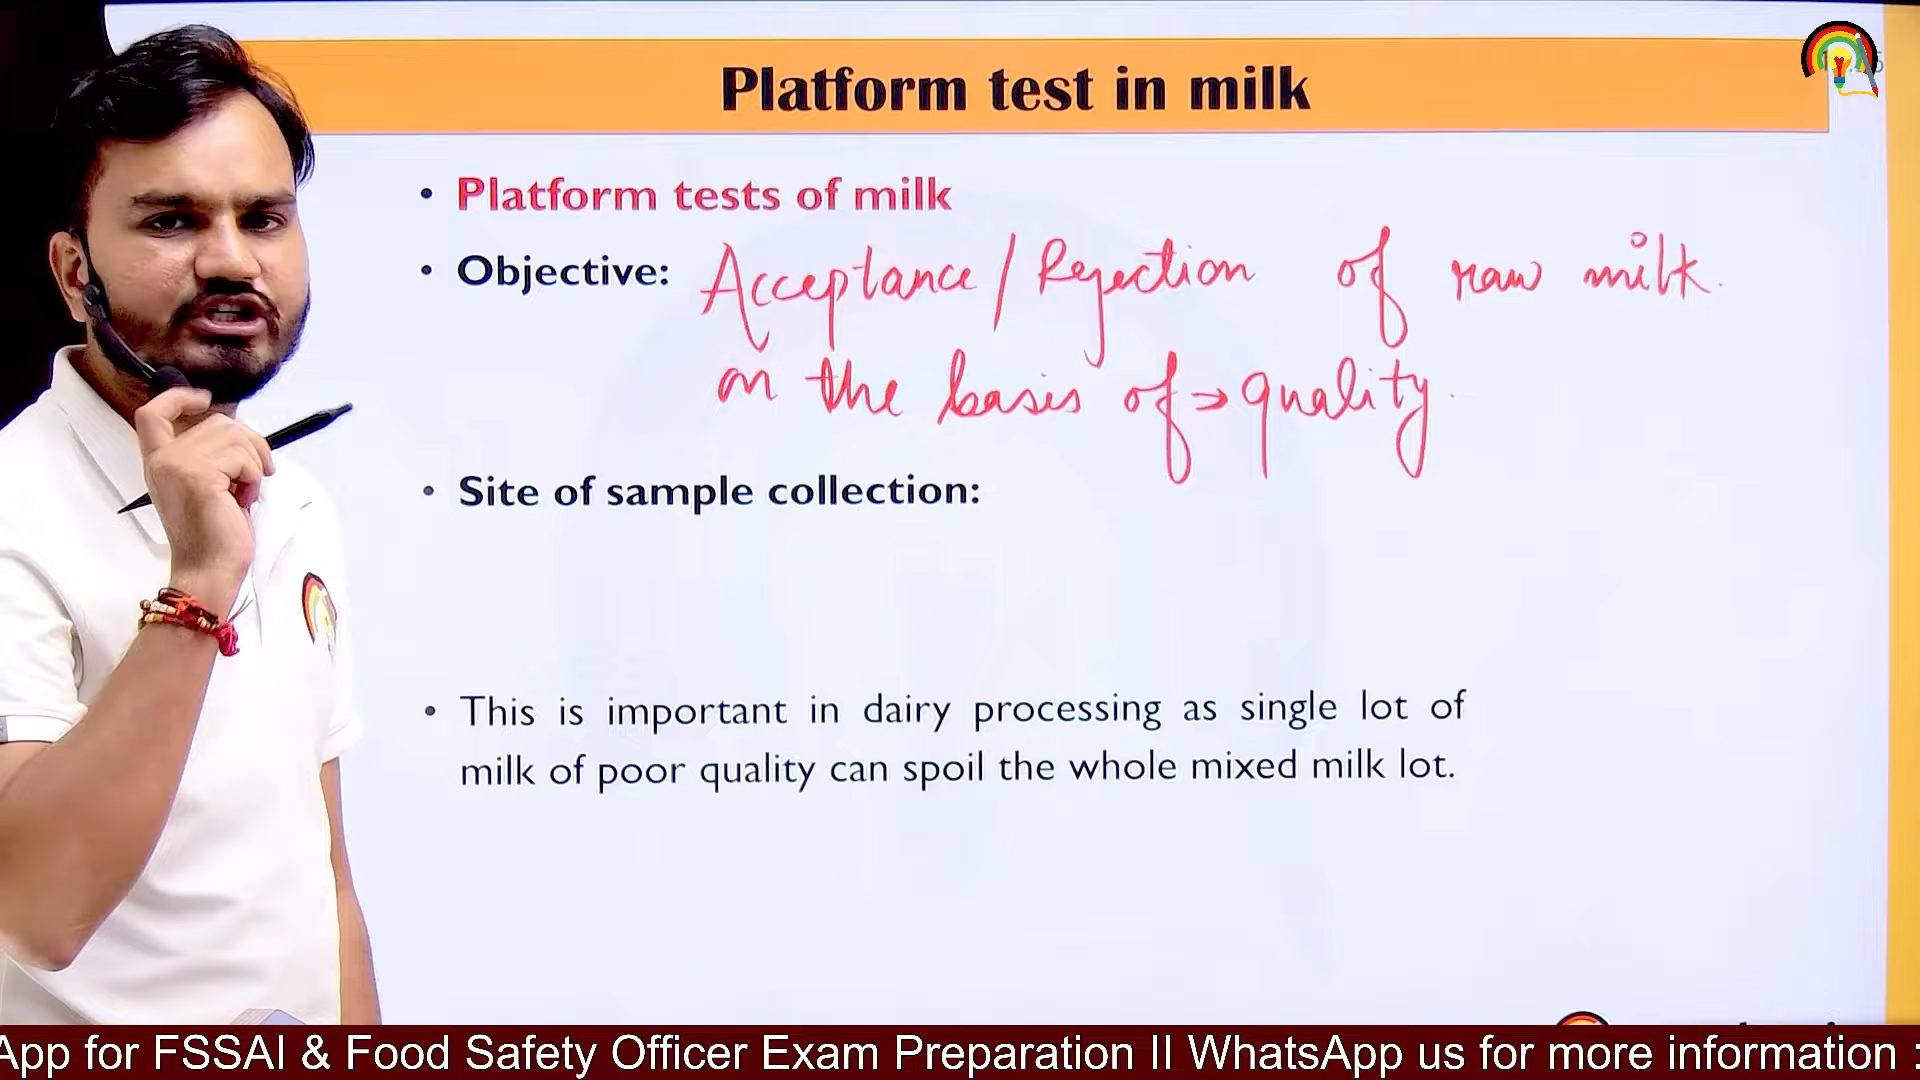 Platform test in milk
• Platform tests of milk
• Objective: Acceptance/Rejection of raw milk.
on the basis of → quality.
• Site of sample collection:
• This is important in dairy processing as single lot of
milk of poor quality can spoil the whole mixed milk lot.
App for FSSAI & Food Safety Officer Exam Preparation II WhatsApp us for more information :